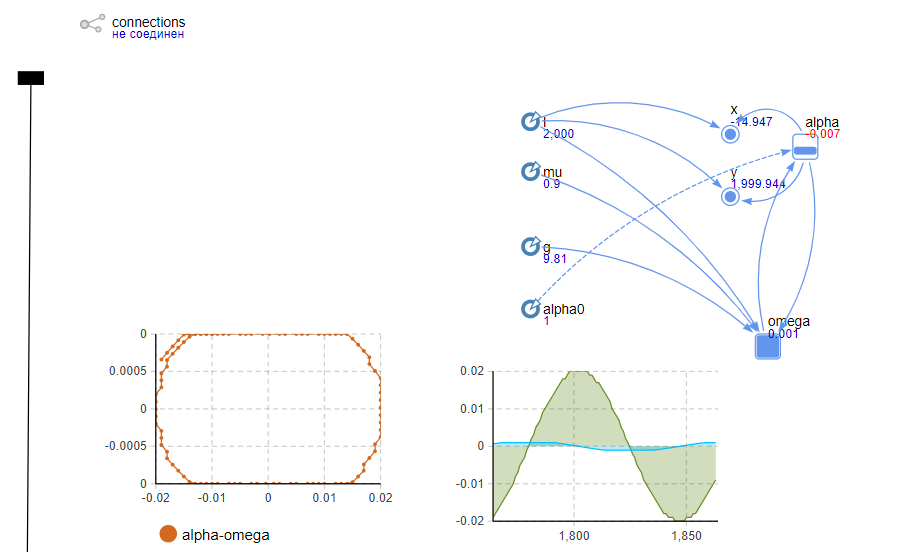 connections
не соединен
x
-14.947
alpha
-0.007
l
2,000
mu
0.9
y
1,999.944
g
9.81
alpha0
1
omega
0.001
0
0.0005
0
-0.0005
0
-0.02
-0.01
0
0.01
0.02
alpha-omega
0.02
0.01
0
-0.01
-0.02
1,800
1,850